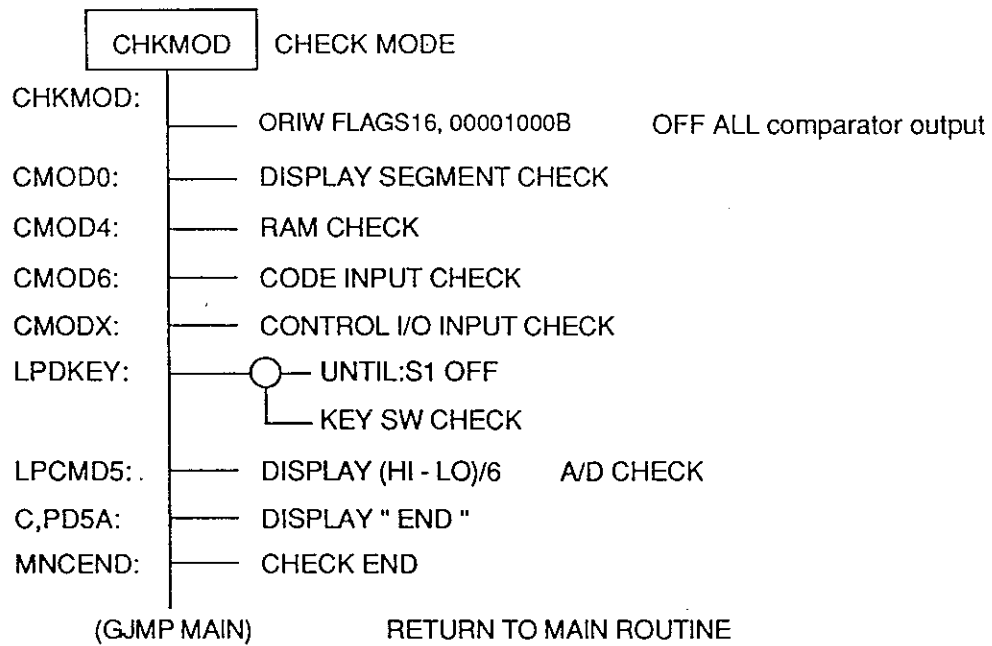 CHKMOD CHECK MODE
CHKMOD:
ORIW FLAGS16, 00001000B OFF ALL comparator output
CMOD0: DISPLAY SEGMENT CHECK
CMOD4: RAM CHECK
CMOD6: CODE INPUT CHECK
CMODX: CONTROL I/O INPUT CHECK
LPDKEY: UNTIL:S1 OFF
KEY SW CHECK
LPCMD5: DISPLAY (HI - LO)/6 A/D CHECK
C,PD5A: DISPLAY " END "
MNCEND: CHECK END
(GJMP MAIN) RETURN TO MAIN ROUTINE